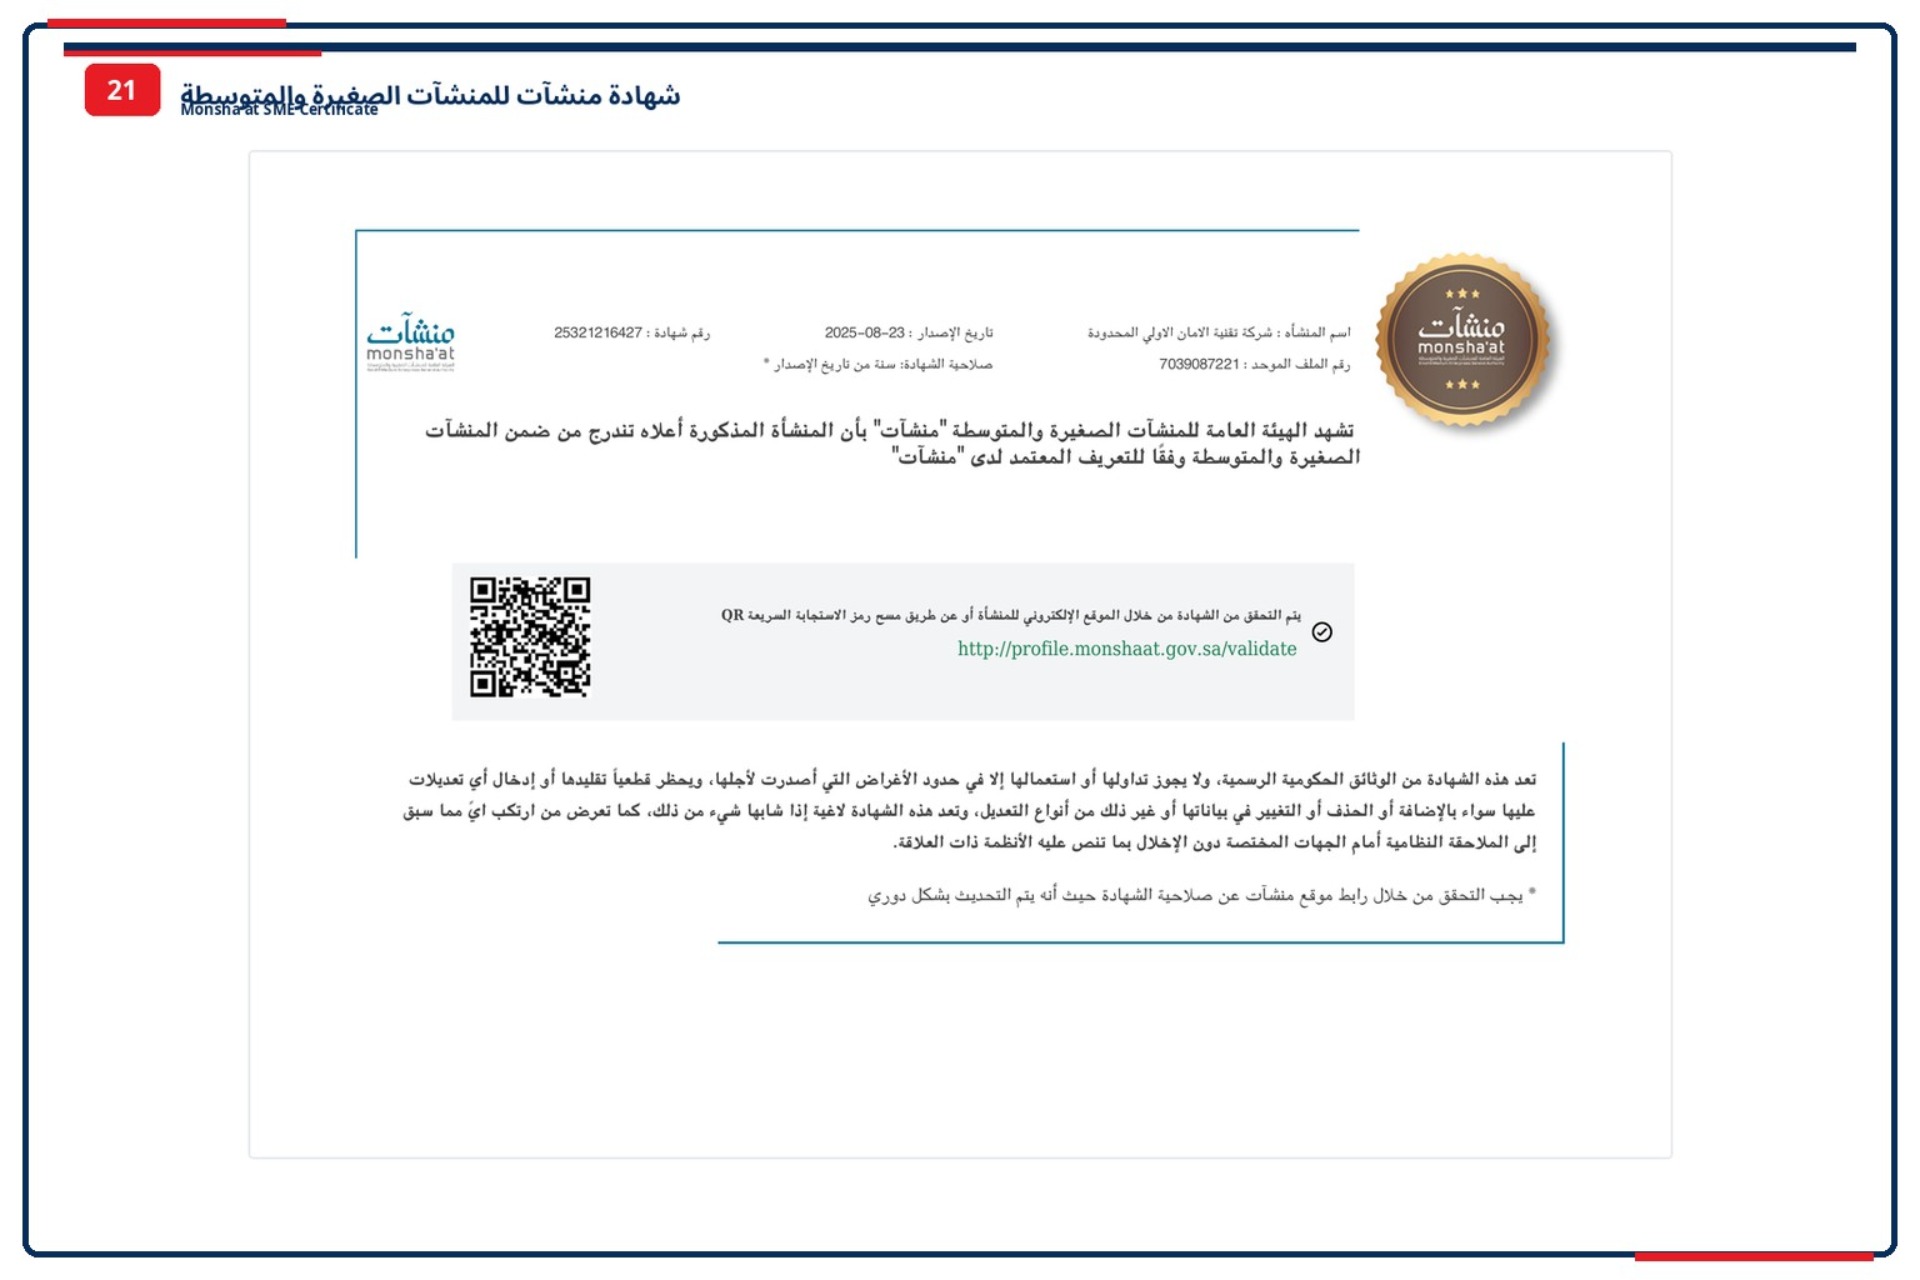 21
شهادة منشآت للمنشآت الصغيرة والمتوسطة
Monsha'at SME Certificate
منشآت
monsha'at
اسم المنشأه : شركة تقنية الامان الاولي المحدودة
تاريخ الإصدار : 23-08-2025
رقم شهادة : 25321216427
منشآت
monsha'at
رقم الملف الموحد : 7039087221
صلاحية الشهادة: سنة من تاريخ الإصدار *
تشهد الهيئة العامة للمنشآت الصغيرة والمتوسطة "منشآت" بأن المنشأة المذكورة أعلاه تندرج من ضمن المنشآت
الصغيرة والمتوسطة وفقًا للتعريف المعتمد لدى "منشآت"
يتم التحقق من الشهادة من خلال الموقع الإلكتروني للمنشأة أو عن طريق مسح رمز الاستجابة السريعة QR
http://profile.monshaat.gov.sa/validate
تعد هذه الشهادة من الوثائق الحكومية الرسمية، ولا يجوز تداولها أو استعمالها إلا في حدود الأغراض التي أصدرت لأجلها، ويحظر قطعياً تقليدها أو إدخال أي تعديلات
عليها سواء بالإضافة أو الحذف أو التغيير في بياناتها أو غير ذلك من أنواع التعديل، وتعد هذه الشهادة لاغية إذا شابها شيء من ذلك، كما تعرض من ارتكب ايً مما سبق
إلى الملاحقة النظامية أمام الجهات المختصة دون الإخلال بما تنص عليه الأنظمة ذات العلاقة.
* يجب التحقق من خلال رابط موقع منشآت عن صلاحية الشهادة حيث أنه يتم التحديث بشكل دوري